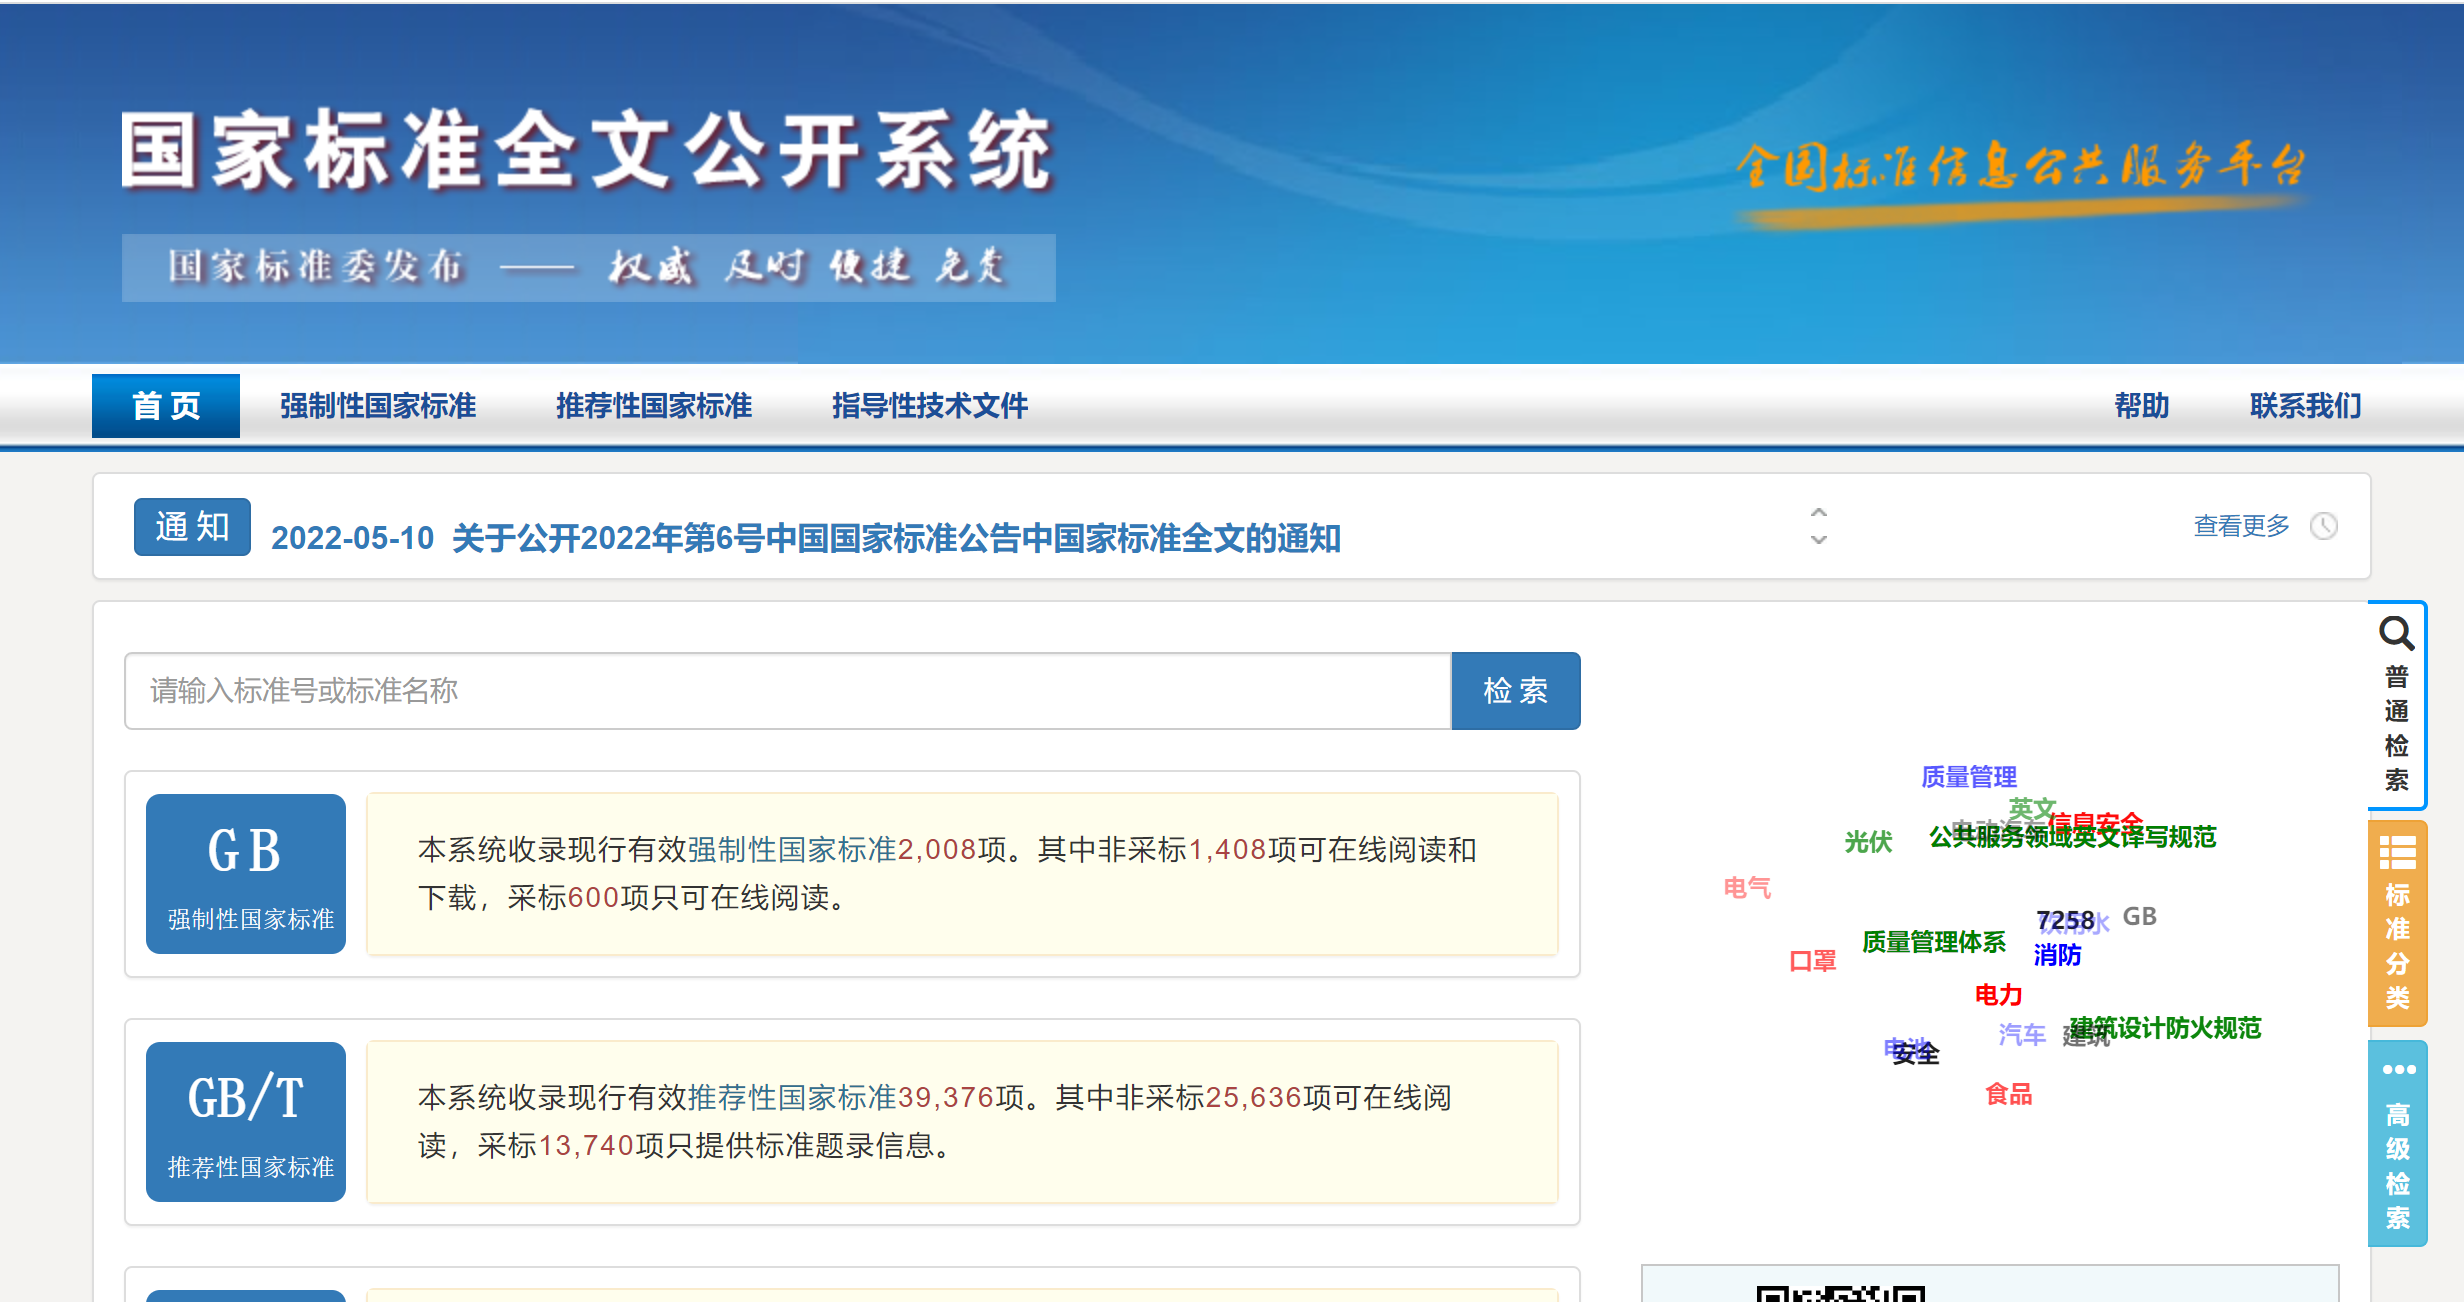 国家标准全文公开系统
全国标准信息公共服务平台
国家标准委发布 —— 权威 及时 便捷 免费
首页 强制性国家标准 推荐性国家标准 指导性技术文件 帮助 联系我们
通知 2022-05-10 关于公开2022年第6号中国国家标准公告中国家标准全文的通知 查看更多
请输入标准号或标准名称 检索
普通检索
GB
强制性国家标准
本系统收录现行有效强制性国家标准2,008项。其中非采标1,408项可在线阅读和
下载，采标600项只可在线阅读。
质量管理
英文
信息安全
电动汽车
公共服务领域英文译写规范
光伏
电气
7258
饮用水
GB
质量管理体系
消防
口罩
电力
建筑设计防火规范
汽车
建筑
电池
安全
食品
标准分类
GB/T
推荐性国家标准
本系统收录现行有效推荐性国家标准39,376项。其中非采标25,636项可在线阅
读，采标13,740项只提供标准题录信息。
高级检索